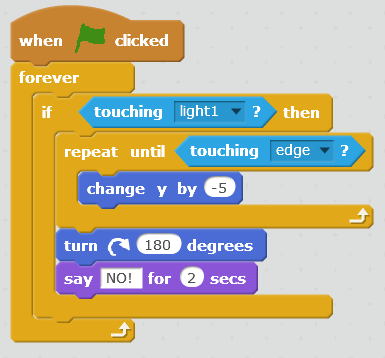 when clicked
forever
if touching light1 ? then
repeat until touching edge ?
change y by -5
turn 180 degrees
say NO! for 2 secs